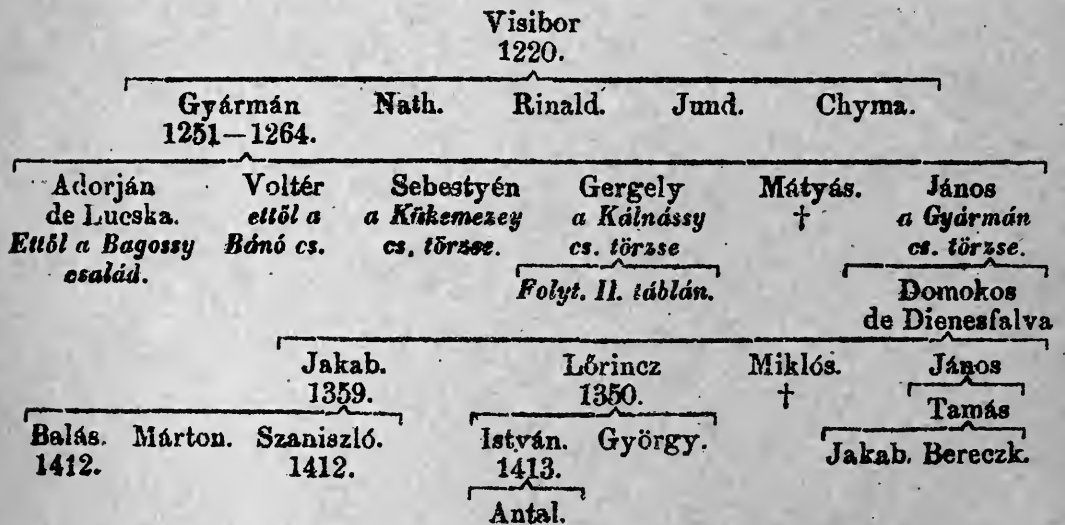 Visibor
1220.
Gyármán Nath. Rinald. Jund. Chyma.
1251—1264.
Adorján Voltér Sebestyén Gergely Mátyás. János
de Lucska. ettől a a Kükemezey a Kálnássy † a Gyármán
Ettől a Bagossy Bánó cs. cs. törzse. cs. törzse cs. törzse.
család. Folyt. II. táblán. Domokos
de Dienesfalva
Jakab. Lőrincz Miklós. János
1359. 1350. † Tamás
Balás. Márton. Szaniszló. István. György. Jakab. Bereczk.
1412. 1412. 1413.
Antal.